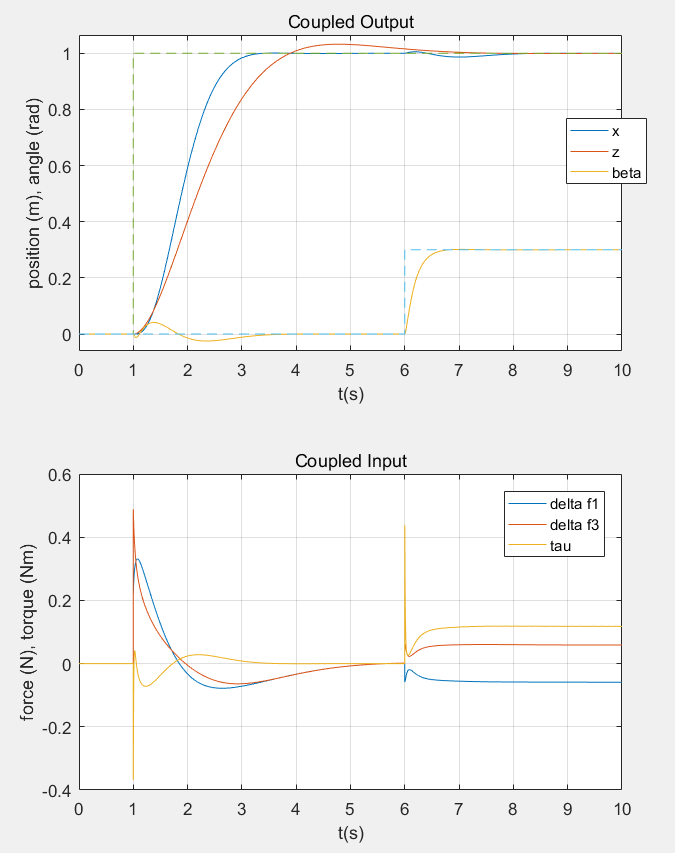 Coupled Output
position (m), angle (rad)
1
0.8
0.6
0.4
0.2
0
x
z
beta
0 1 2 3 4 5 6 7 8 9 10
t(s)
Coupled Input
force (N), torque (Nm)
0.6
0.4
0.2
0
-0.2
-0.4
delta f1
delta f3
tau
0 1 2 3 4 5 6 7 8 9 10
t(s)